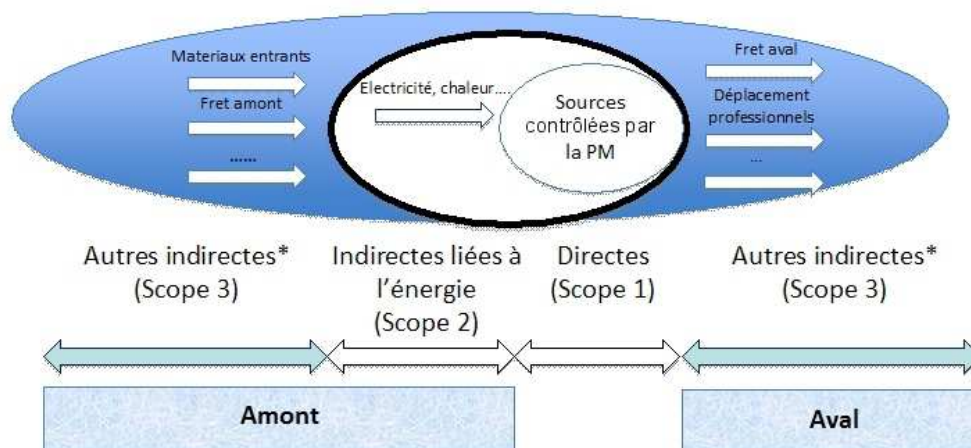 Materiaux entrants
Fret amont
......
Electricité, chaleur....
Sources
contrôlées par
la PM
Fret aval
Déplacement
professionnels
...
Autres indirectes*
(Scope 3)
Indirectes liées à
l'énergie
(Scope 2)
Directes
(Scope 1)
Autres indirectes*
(Scope 3)
Amont
Aval